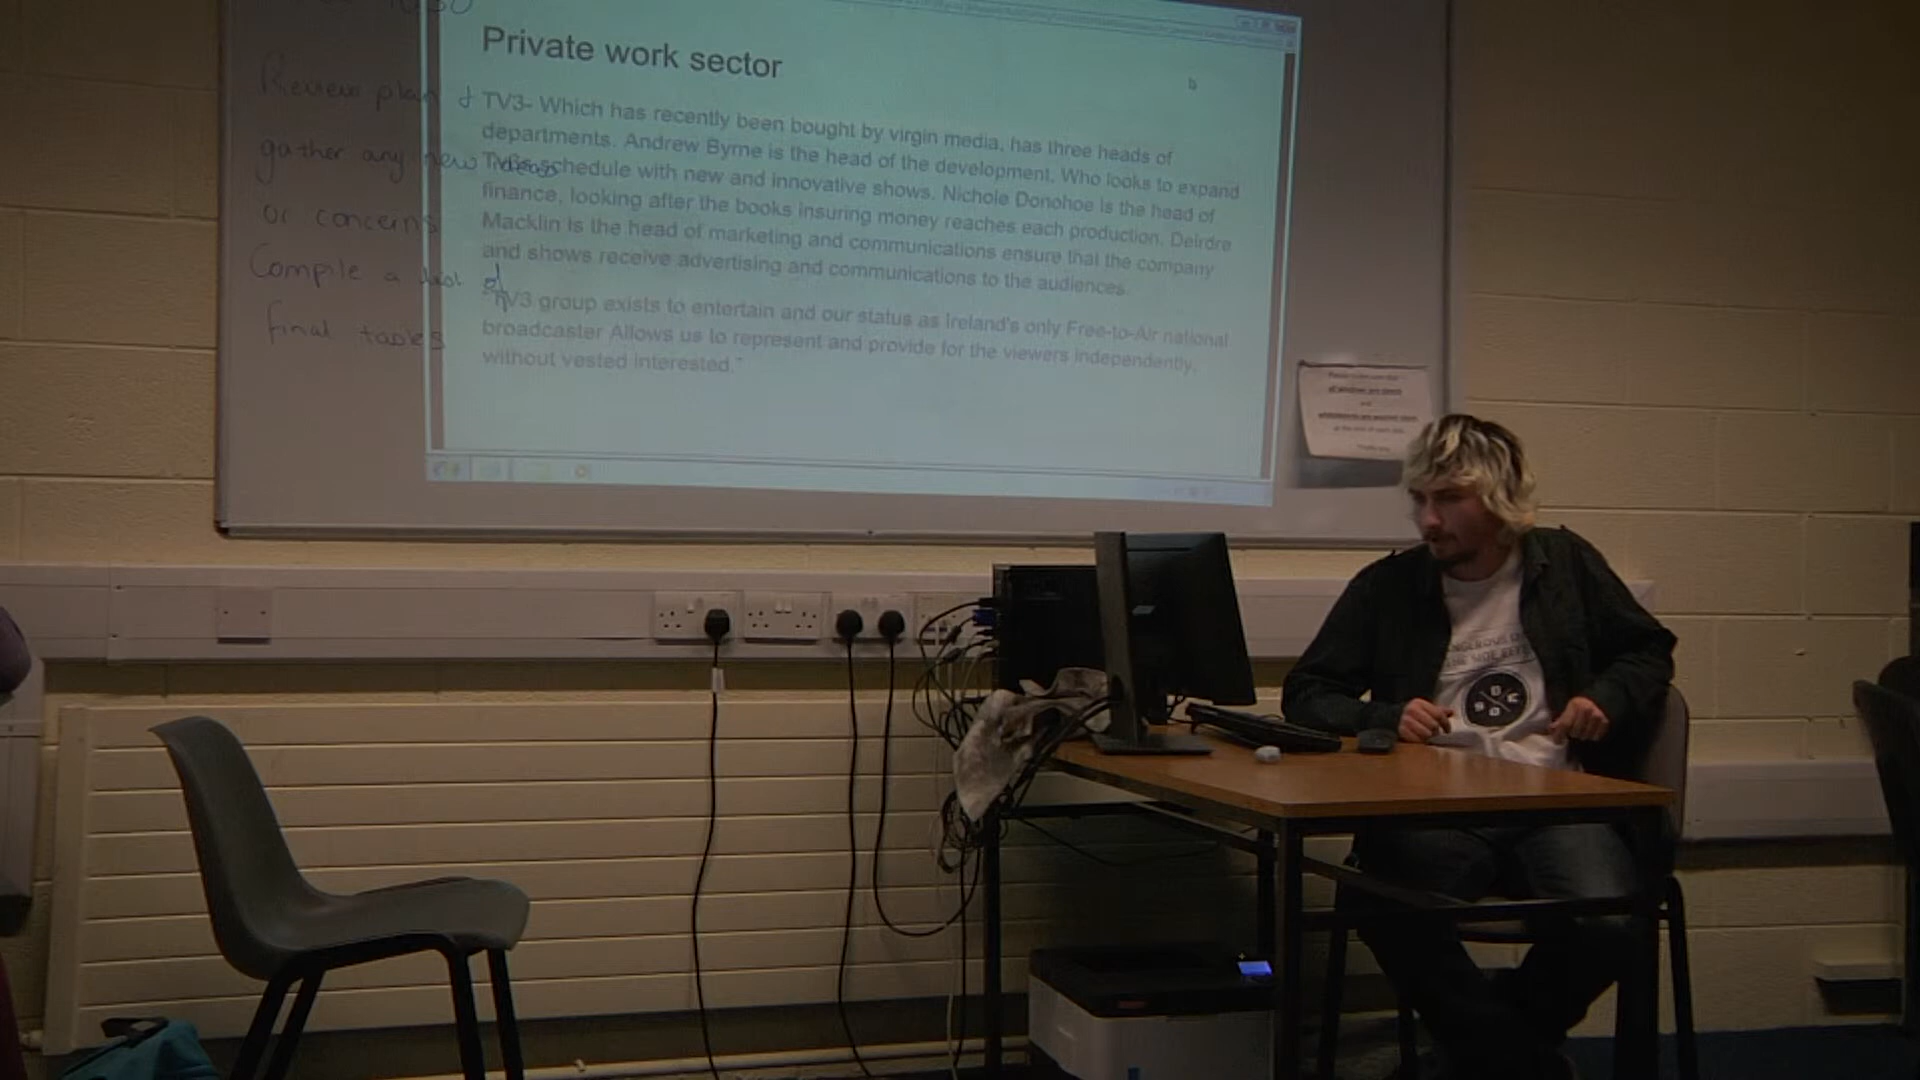 Private work sector
TV3- Which has recently been bought by virgin media, has three heads of
departments. Andrew Byrne is the head of the development. Who looks to expand
TV3s schedule with new and innovative shows. Nichole Donohoe is the head of
finance, looking after the books insuring money reaches each production. Deirdre
Macklin is the head of marketing and communications ensure that the company
and shows receive advertising and communications to the audiences.
"TV3 group exists to entertain and our status as Ireland's only Free-to-Air national
broadcaster Allows us to represent and provide for the viewers independently,
without vested interested."
Review plan &
gather any new ideas
or concerns
Compile a list of
final tables